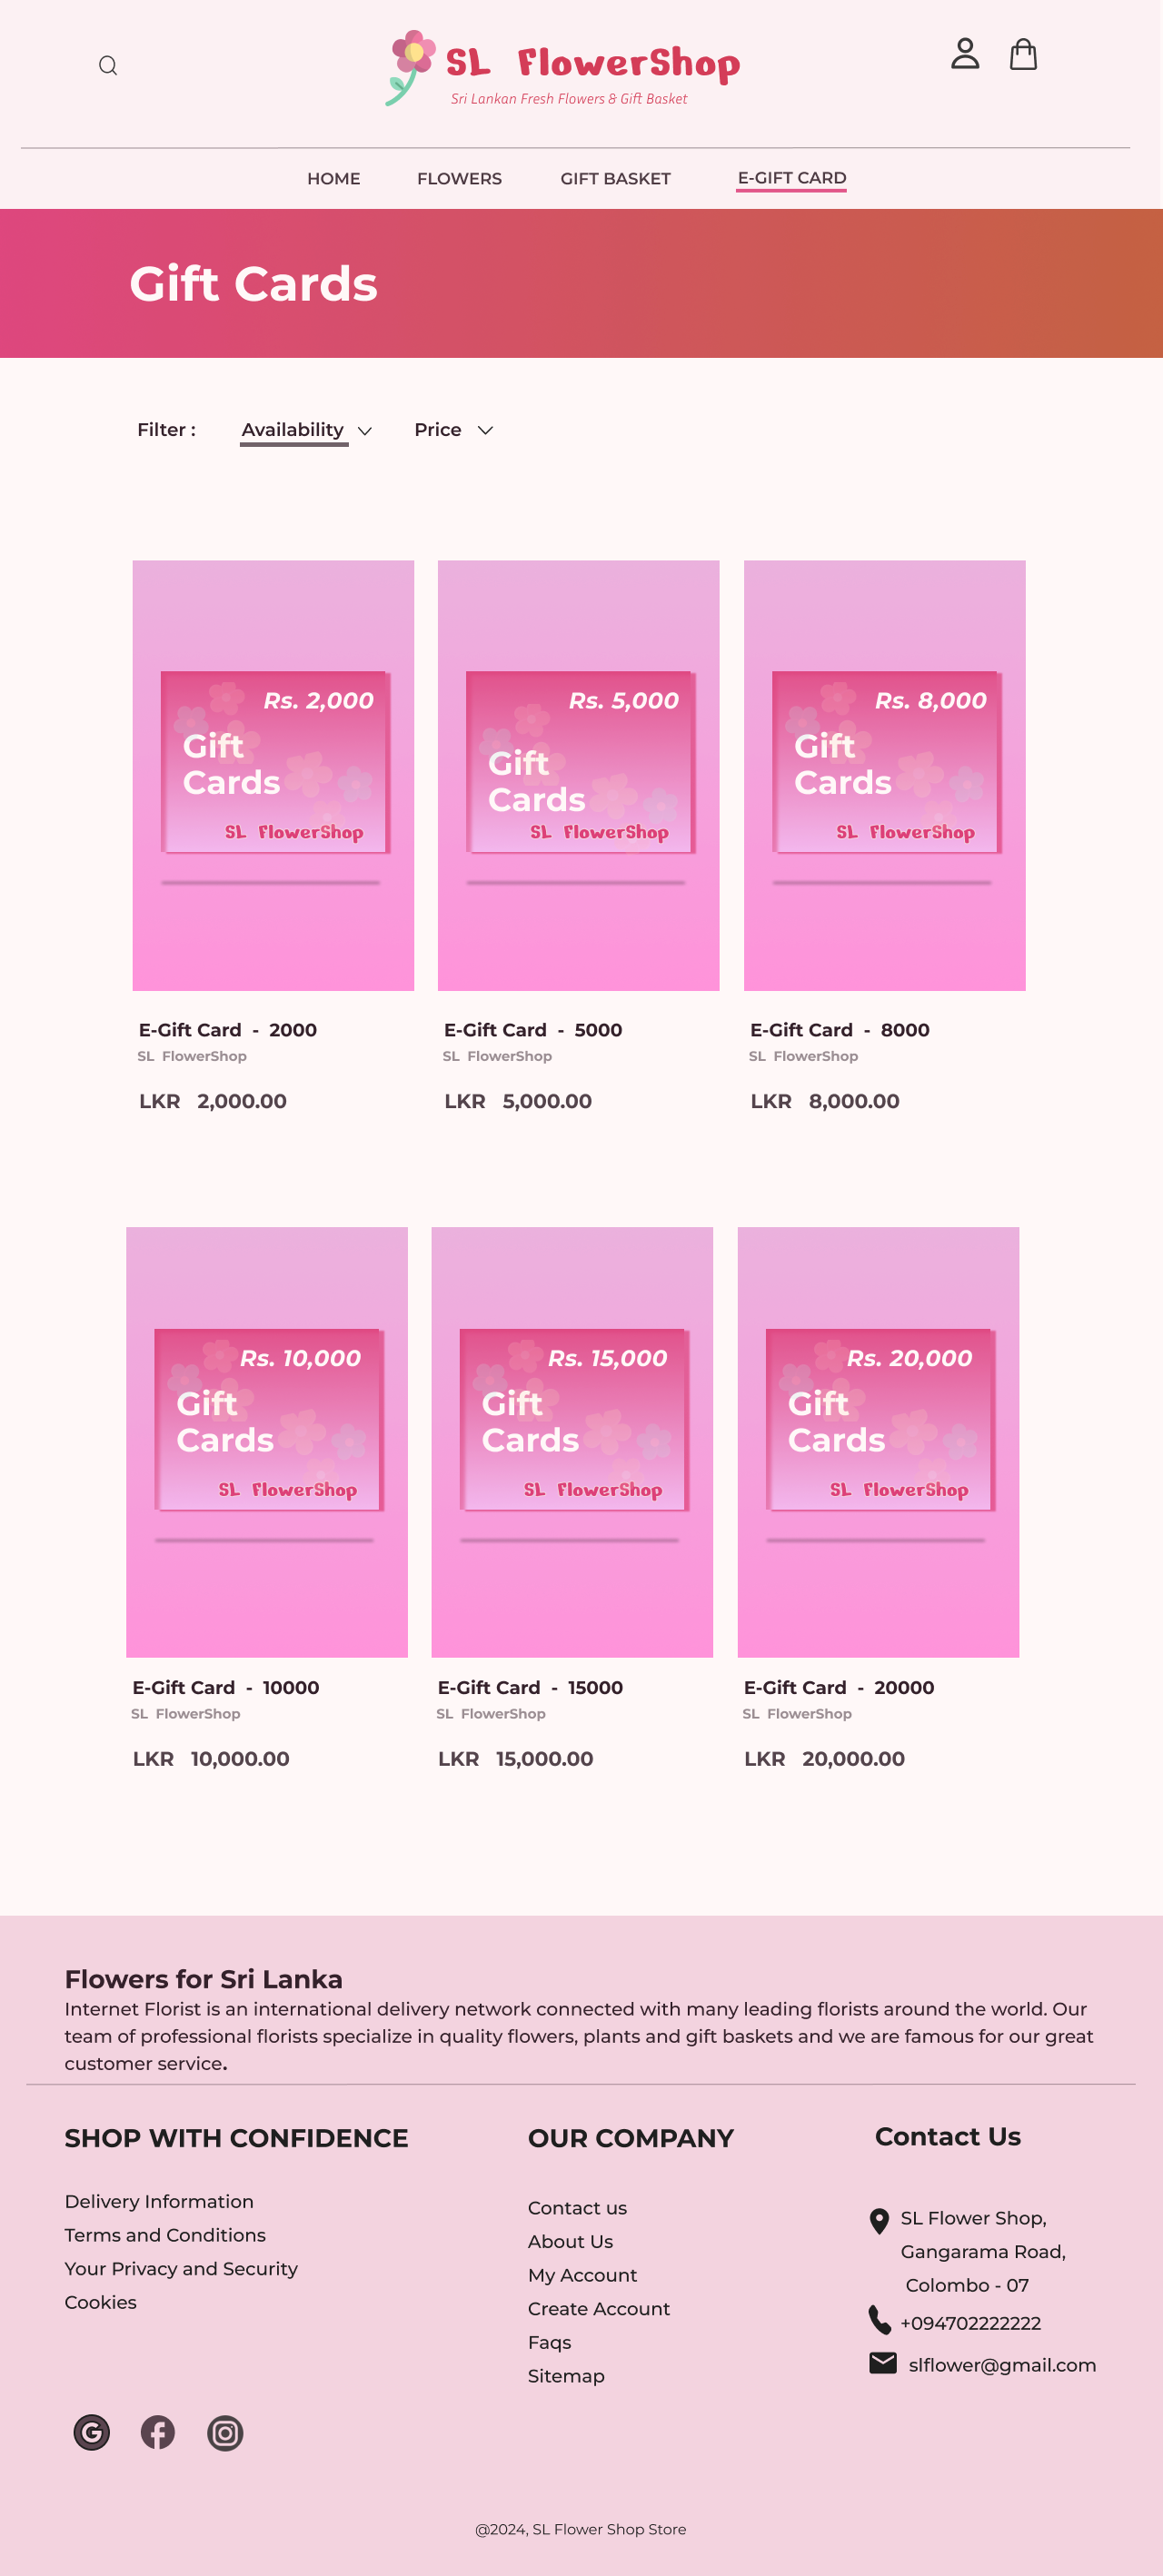 SL FlowerShop
Sri Lankan Fresh Flowers & Gift Basket
HOME FLOWERS GIFT BASKET E-GIFT CARD
Gift Cards
Filter : Availability Price
Rs. 2,000
Gift
Cards
SL FlowerShop
Rs. 5,000
Gift
Cards
SL FlowerShop
Rs. 8,000
Gift
Cards
SL FlowerShop
E-Gift Card - 2000
SL FlowerShop
LKR 2,000.00
E-Gift Card - 5000
SL FlowerShop
LKR 5,000.00
E-Gift Card - 8000
SL FlowerShop
LKR 8,000.00
Rs. 10,000
Gift
Cards
SL FlowerShop
Rs. 15,000
Gift
Cards
SL FlowerShop
Rs. 20,000
Gift
Cards
SL FlowerShop
E-Gift Card - 10000
SL FlowerShop
LKR 10,000.00
E-Gift Card - 15000
SL FlowerShop
LKR 15,000.00
E-Gift Card - 20000
SL FlowerShop
LKR 20,000.00
Flowers for Sri Lanka
Internet Florist is an international delivery network connected with many leading florists around the world. Our
team of professional florists specialize in quality flowers, plants and gift baskets and we are famous for our great
customer service.
SHOP WITH CONFIDENCE
Delivery Information
Terms and Conditions
Your Privacy and Security
Cookies
OUR COMPANY
Contact us
About Us
My Account
Create Account
Faqs
Sitemap
Contact Us
SL Flower Shop,
Gangarama Road,
Colombo - 07
+094702222222
slflower@gmail.com
@2024, SL Flower Shop Store